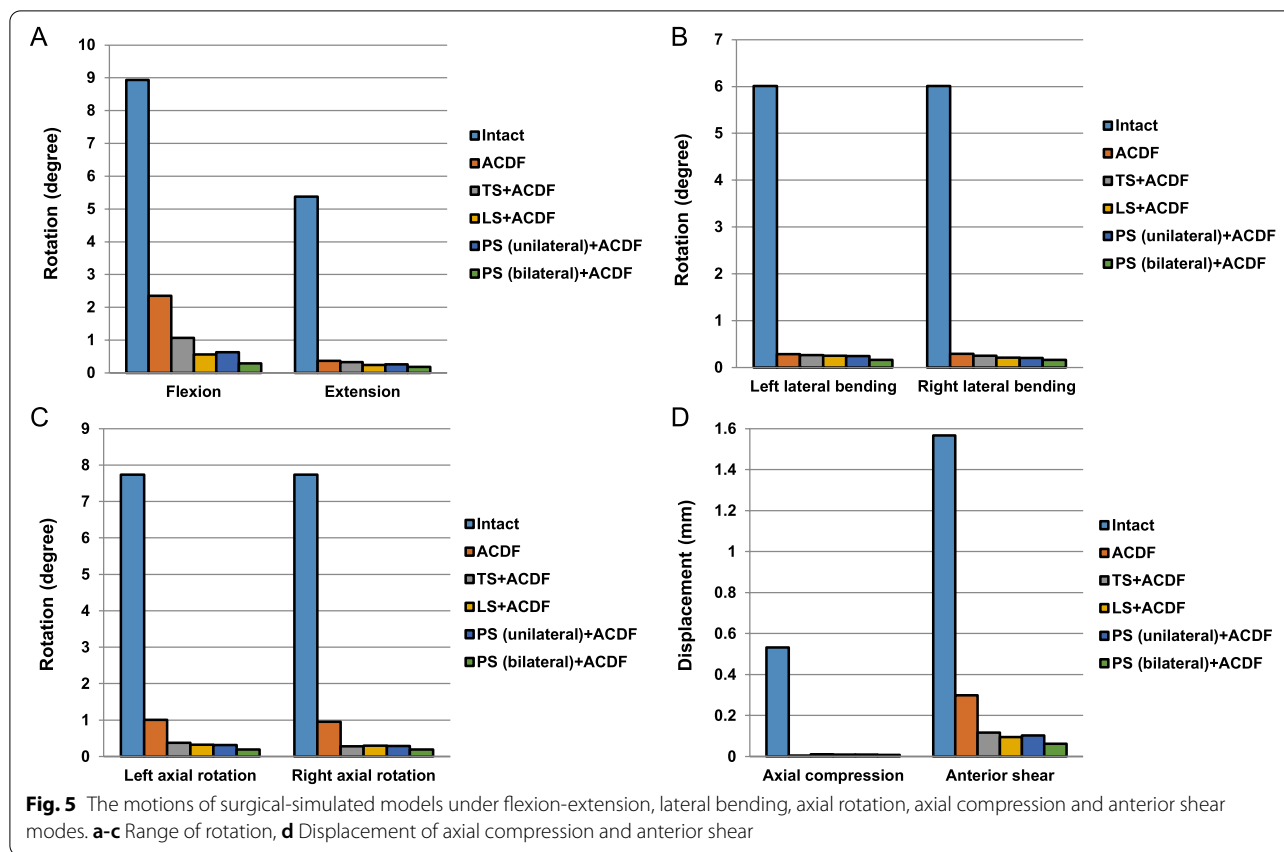 A
10
9
8
7
6
5
4
3
2
1
0
Rotation (degree)
Flexion
Extension
Intact
ACDF
TS+ACDF
LS+ACDF
PS (unilateral)+ACDF
PS (bilateral)+ACDF
B
7
6
5
4
3
2
1
0
Rotation (degree)
Left lateral bending
Right lateral bending
Intact
ACDF
TS+ACDF
LS+ACDF
PS (unilateral)+ACDF
PS (bilateral)+ACDF
C
9
8
7
6
5
4
3
2
1
0
Rotation (degree)
Left axial rotation
Right axial rotation
Intact
ACDF
TS+ACDF
LS+ACDF
PS (unilateral)+ACDF
PS (bilateral)+ACDF
D
1.6
1.4
1.2
1
0.8
0.6
0.4
0.2
0
Displacement (mm)
Axial compression
Anterior shear
Intact
ACDF
TS+ACDF
LS+ACDF
PS (unilateral)+ACDF
PS (bilateral)+ACDF
Fig. 5 The motions of surgical-simulated models under flexion-extension, lateral bending, axial rotation, axial compression and anterior shear
modes. a-c Range of rotation, d Displacement of axial compression and anterior shear